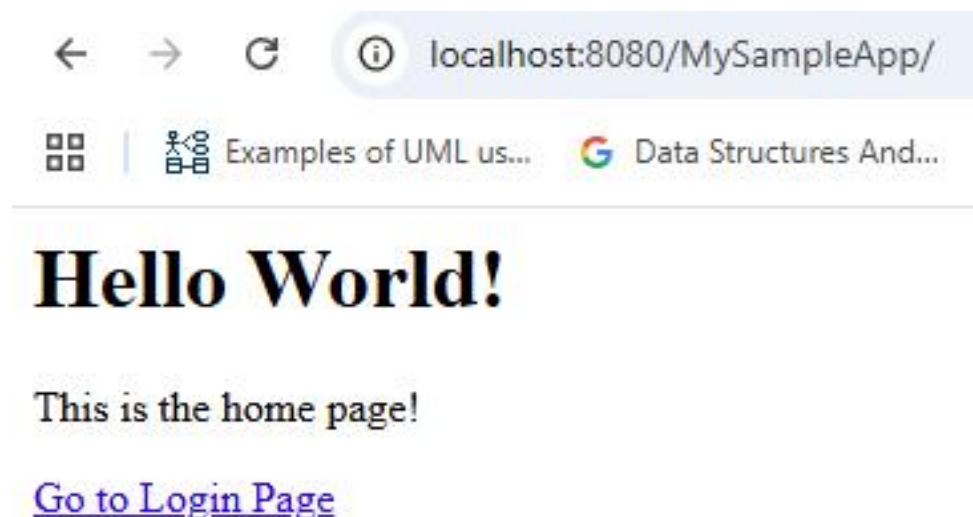 localhost:8080/MySampleApp/
Examples of UML us... Data Structures And...
Hello World!
This is the home page!
Go to Login Page